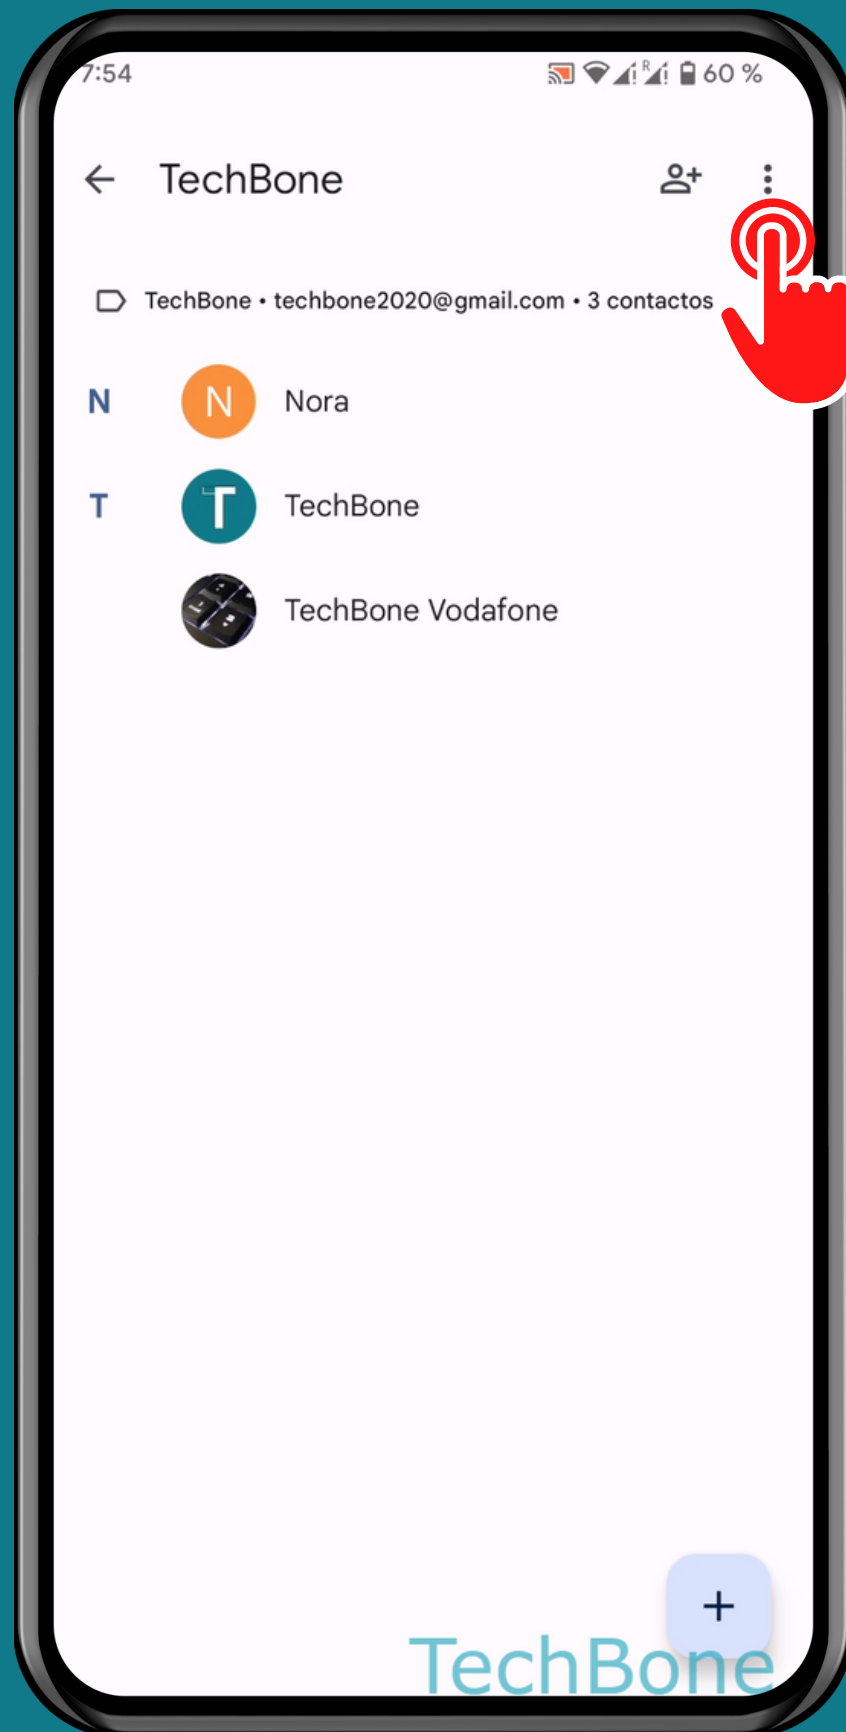 7:54 R 60 %
TechBone
TechBone • techbone2020@gmail.com • 3 contactos
N N Nora
T T TechBone
TechBone Vodafone
+
TechBone